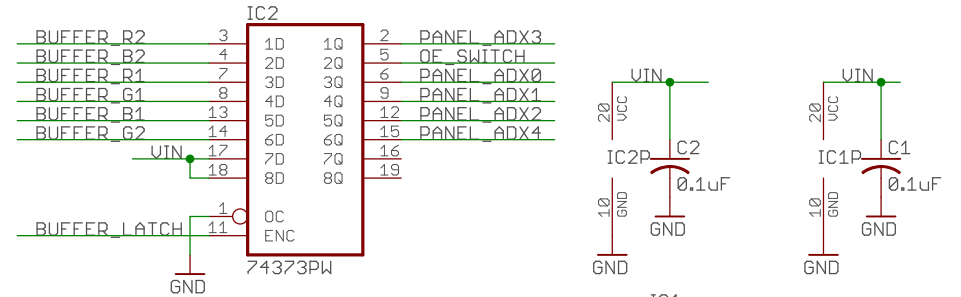 IC2
BUFFER_R2 3 1D 1Q 2 PANEL_ADX3
BUFFER_B2 4 2D 2Q 5 OE_SWITCH
BUFFER_R1 7 3D 3Q 6 PANEL_ADX0
BUFFER_G1 8 4D 4Q 9 PANEL_ADX1
BUFFER_B1 13 5D 5Q 12 PANEL_ADX2
BUFFER_G2 14 6D 6Q 15 PANEL_ADX4
VIN 17 7D 7Q 16
18 8D 8Q 19
1 OC
BUFFER_LATCH 11 ENC
74373PW
GND
VIN
20 VCC
IC2P
C2
0.1uF
10 GND
GND
GND
VIN
20 VCC
IC1P
C1
0.1uF
10 GND
GND
GND
IC1